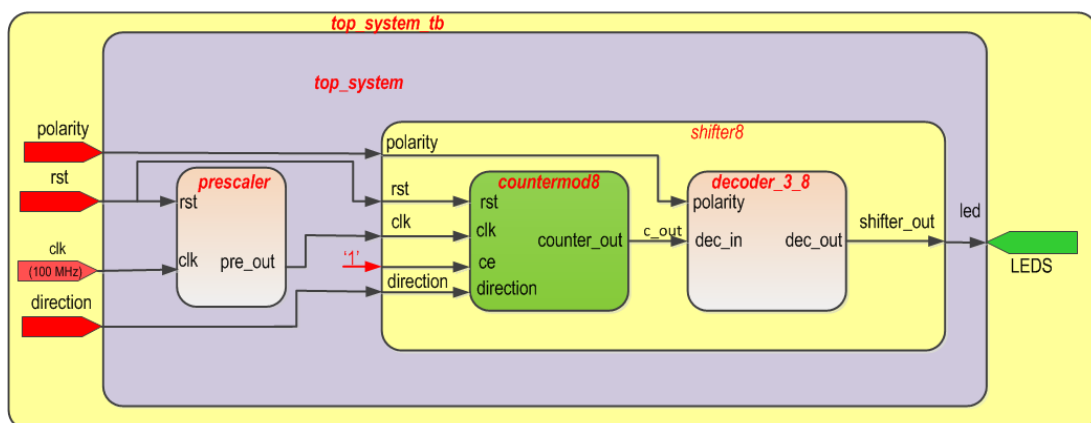 top_system_tb
top_system
polarity
rst
clk
(100 MHz)
direction
prescaler
rst
clk
pre_out
shifter8
polarity
rst
clk
'1'
direction
countermod8
rst
clk
ce
direction
counter_out
c_out
decoder_3_8
polarity
dec_in
dec_out
shifter_out
led
LEDS